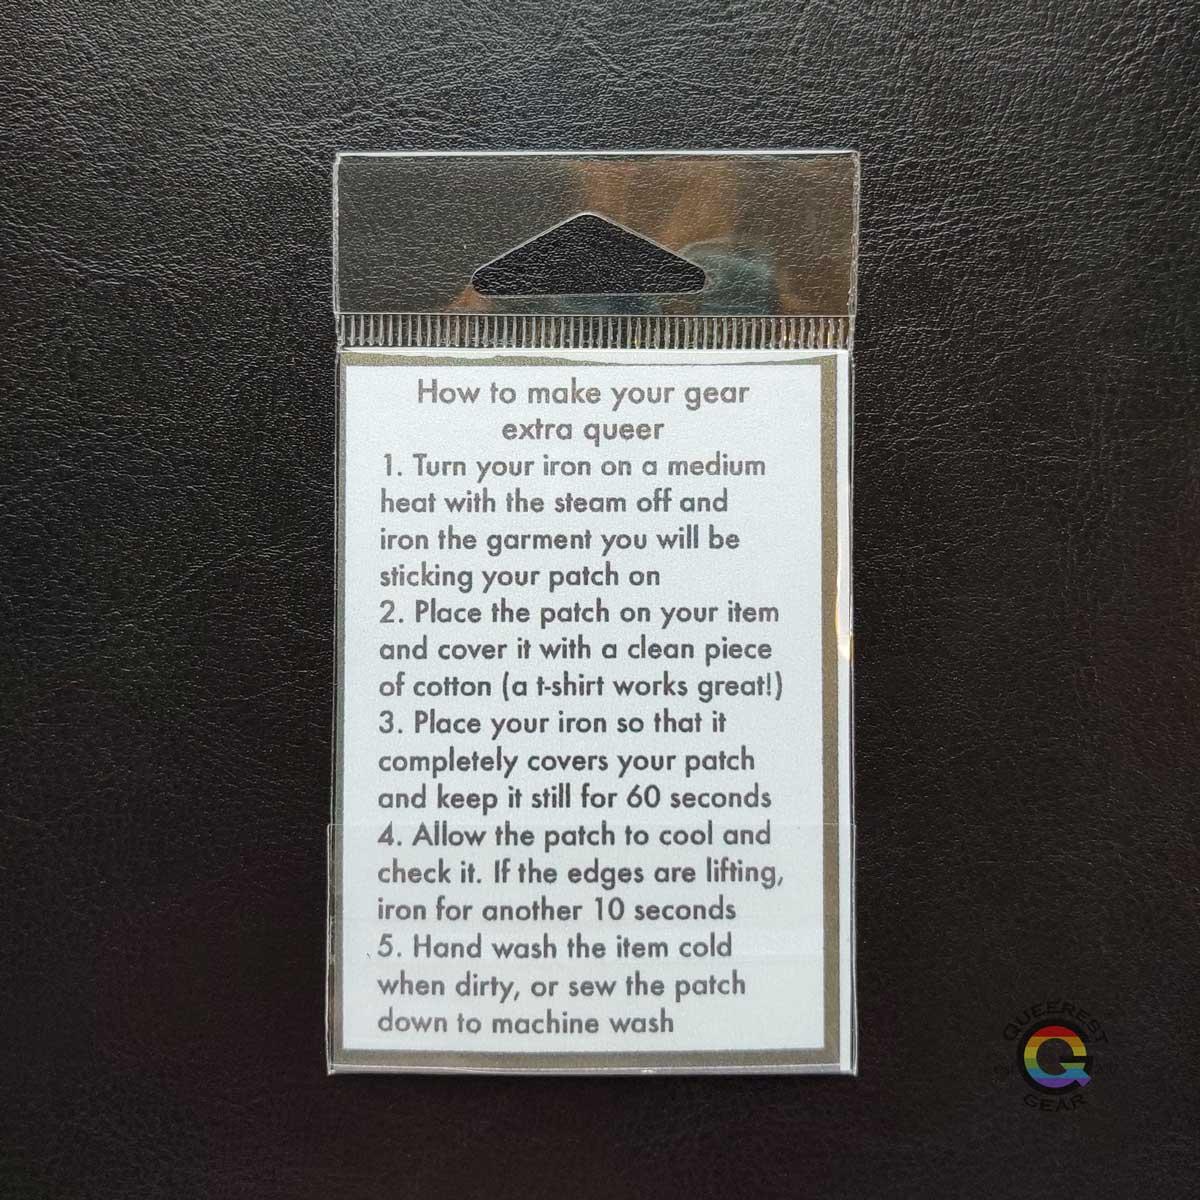 How to make your gear
extra queer
1. Turn your iron on a medium
heat with the steam off and
iron the garment you will be
sticking your patch on
2. Place the patch on your item
and cover it with a clean piece
of cotton (a t-shirt works great!)
3. Place your iron so that it
completely covers your patch
and keep it still for 60 seconds
4. Allow the patch to cool and
check it. If the edges are lifting,
iron for another 10 seconds
5. Hand wash the item cold
when dirty, or sew the patch
down to machine wash
QUEEREST
Q
GEAR